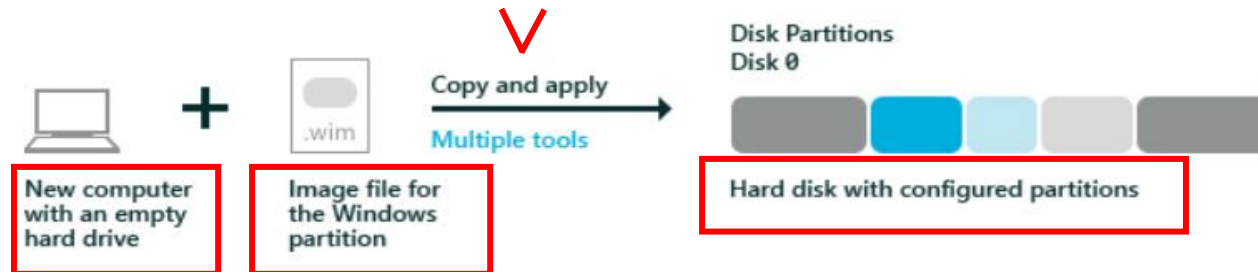 Disk Partitions
Disk 0
Copy and apply
.wim
Multiple tools
New computer
with an empty
hard drive
Image file for
the Windows
partition
Hard disk with configured partitions